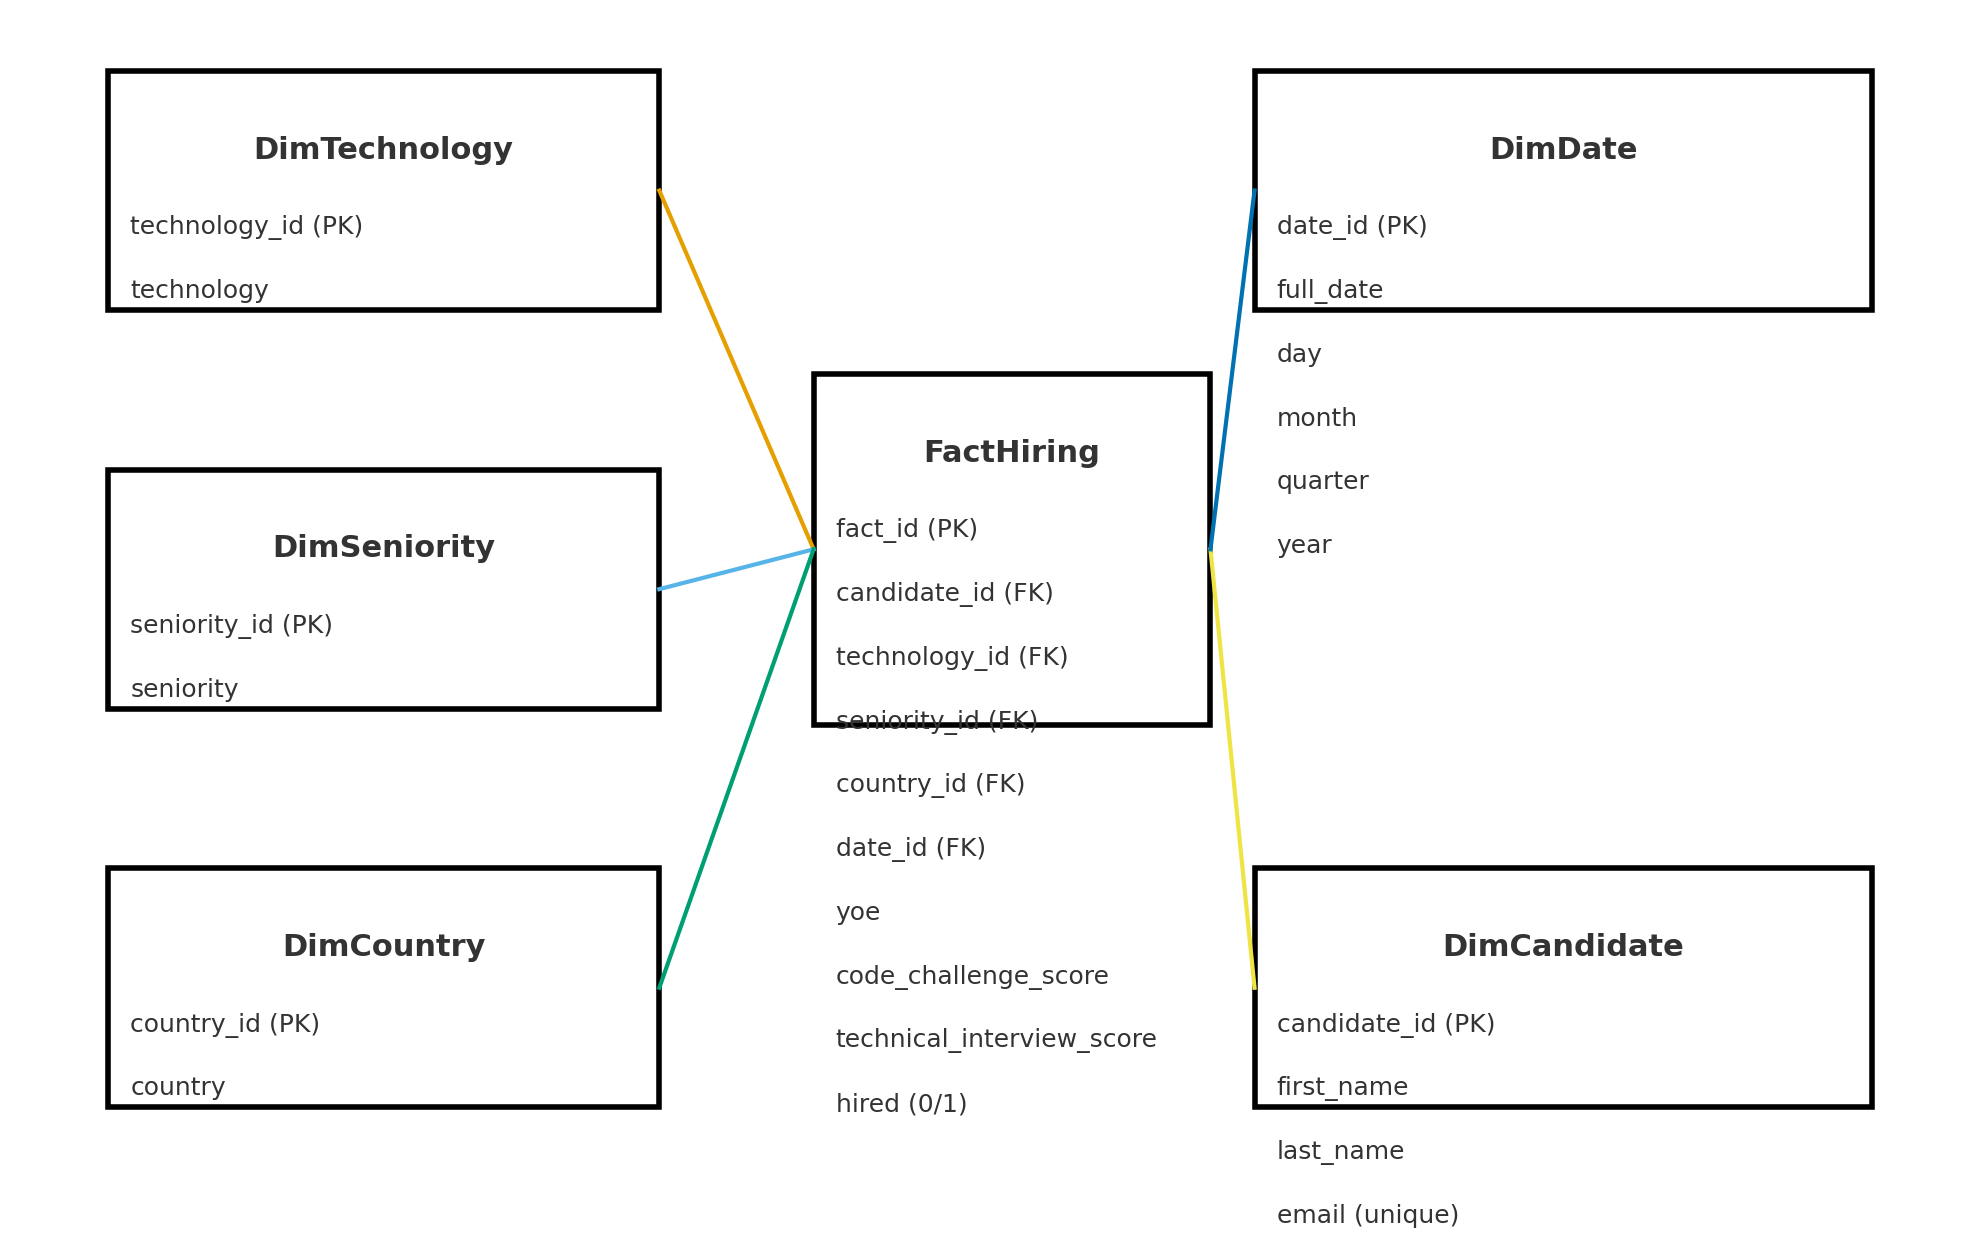 DimTechnology
technology_id (PK)
technology
DimSeniority
seniority_id (PK)
seniority
DimCountry
country_id (PK)
country
FactHiring
fact_id (PK)
candidate_id (FK)
technology_id (FK)
seniority_id (FK)
country_id (FK)
date_id (FK)
yoe
code_challenge_score
technical_interview_score
hired (0/1)
DimDate
date_id (PK)
full_date
day
month
quarter
year
DimCandidate
candidate_id (PK)
first_name
last_name
email (unique)